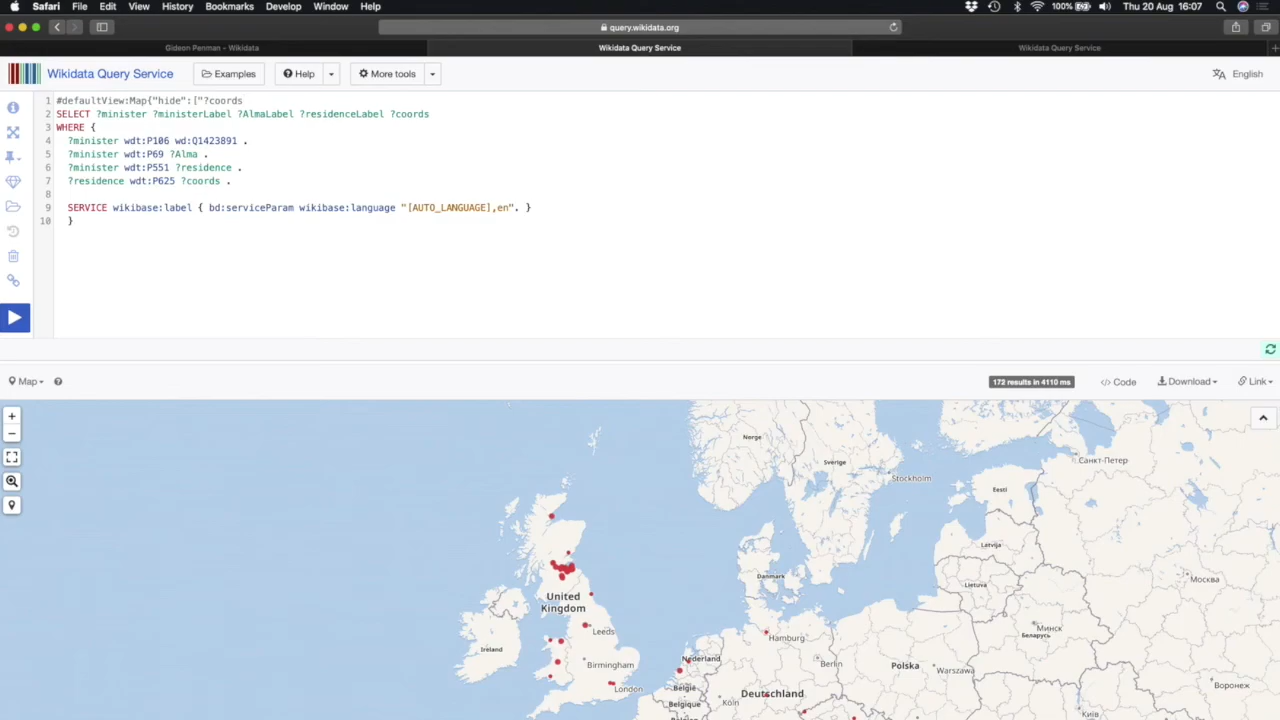 Safari File Edit View History Bookmarks Develop Window Help 100% Thu 20 Aug 16:07
query.wikidata.org
Gideon Penman – Wikidata Wikidata Query Service Wikidata Query Service
Wikidata Query Service Examples Help More tools English
1 #defaultView:Map{"hide":["?coords
2 SELECT ?minister ?ministerLabel ?AlmaLabel ?residenceLabel ?coords
3 WHERE {
4 ?minister wdt:P106 wd:Q1423891 .
5 ?minister wdt:P69 ?Alma .
6 ?minister wdt:P551 ?residence .
7 ?residence wdt:P625 ?coords .
8
9 SERVICE wikibase:label { bd:serviceParam wikibase:language "[AUTO_LANGUAGE],en". }
10 }
Map 172 results in 4110 ms </> Code Download Link
Norge
Sverige
Санкт-Петер
Stockholm
Eesti
Latvija
Danmark
Lietuva
Москва
United
Kingdom
Минск
Беларусь
Leeds
Hamburg
Ireland
Nederland
Birmingham
Berlin
Polska
Warszawa
London
België
Belgique
Köln
Deutschland
Воронеж
Київ